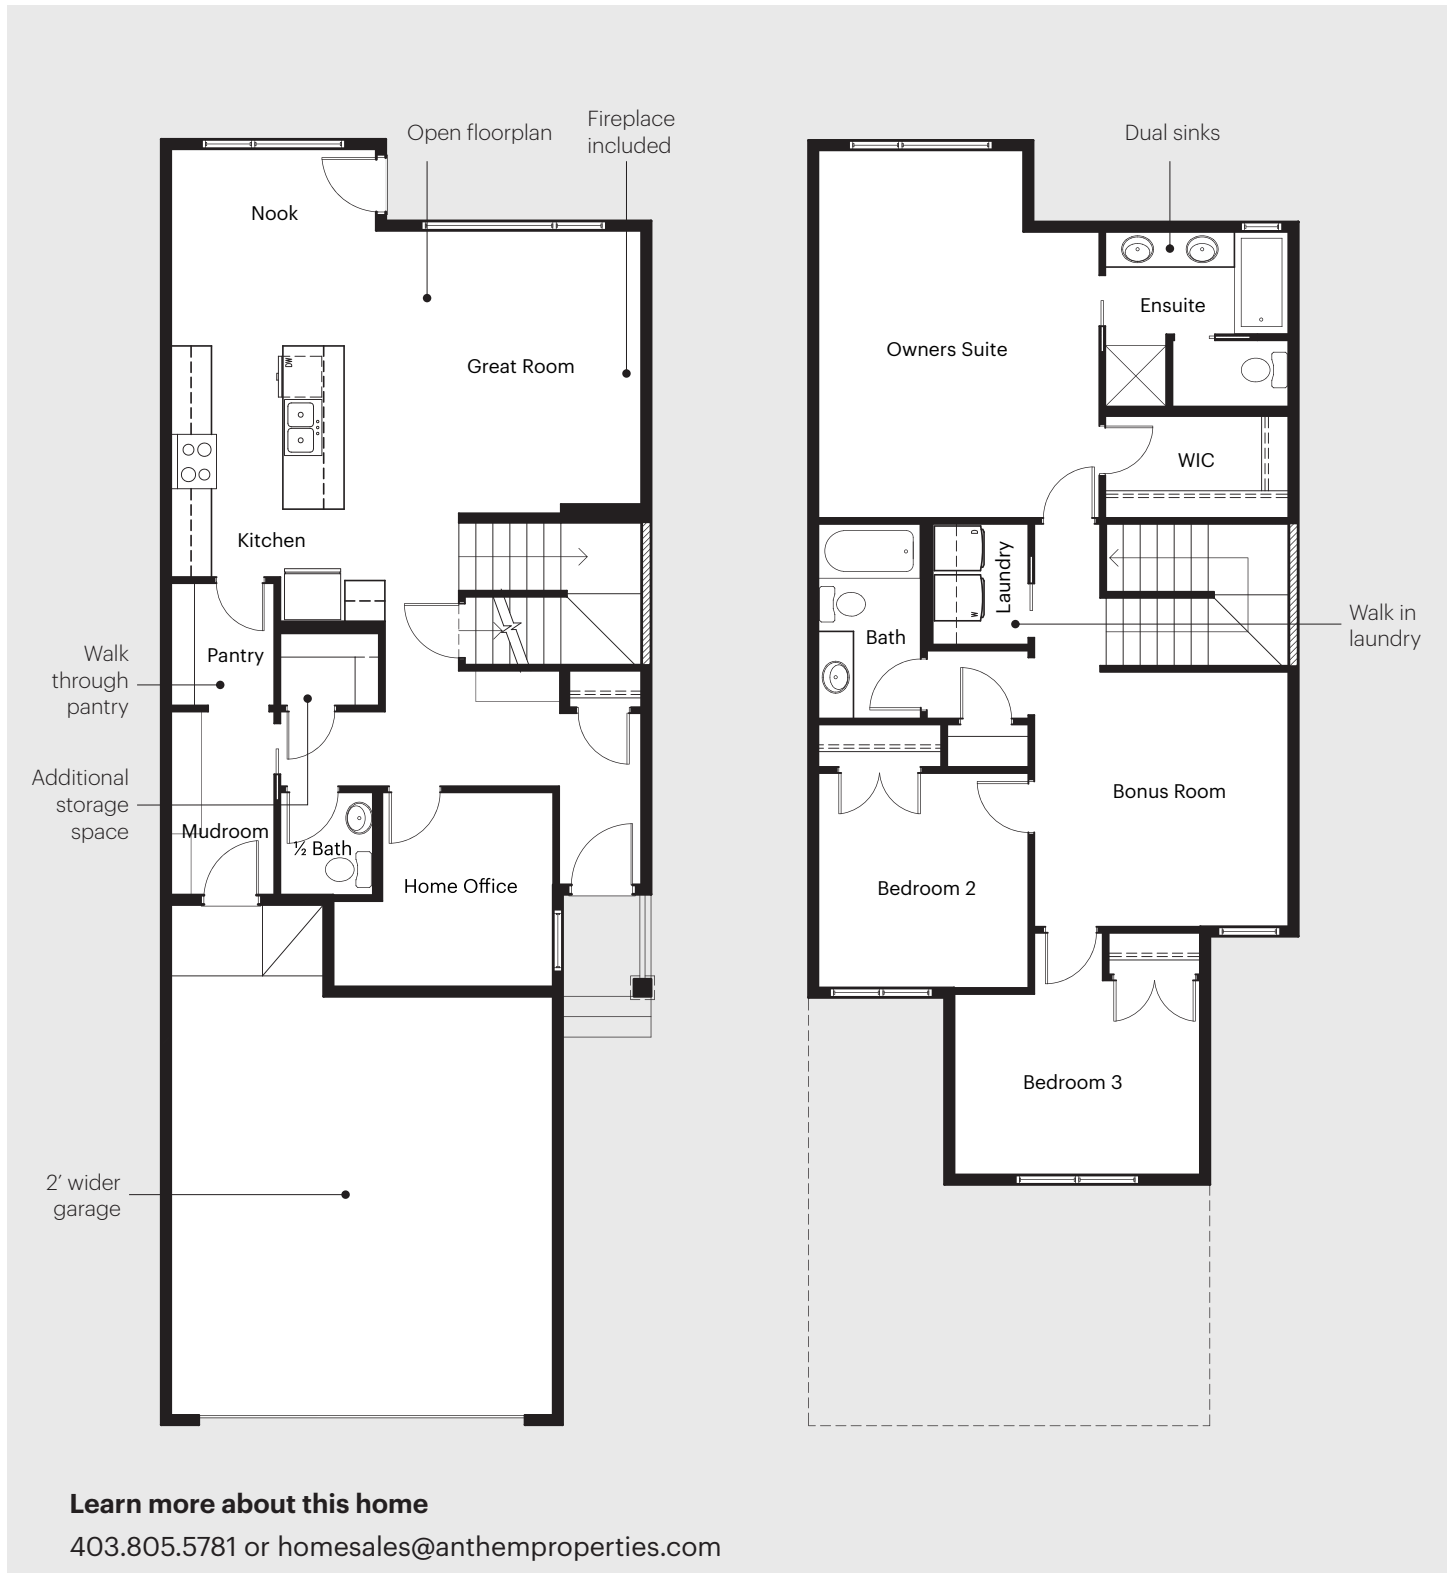 Open floorplan
Fireplace
included
Nook
Great Room
DW
Kitchen
Pantry
Walk
through
pantry
Additional
storage
space
Mudroom
½ Bath
Home Office
2′ wider
garage
Dual sinks
Ensuite
Owners Suite
WIC
D
W
Laundry
Walk in
laundry
Bath
Bonus Room
Bedroom 2
Bedroom 3
Learn more about this home
403.805.5781 or homesales@anthemproperties.com